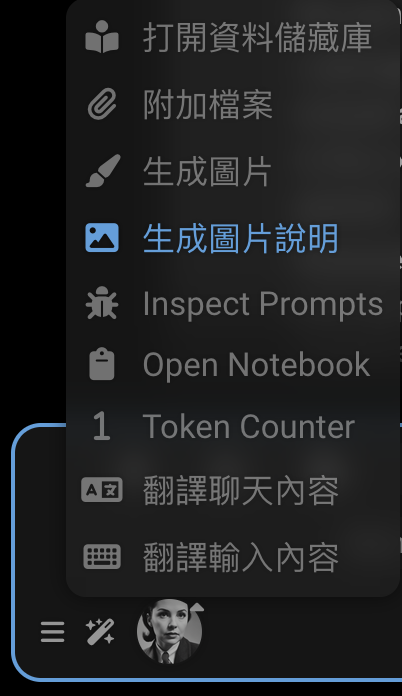 打開資料儲藏庫
附加檔案
生成圖片
生成圖片說明
Inspect Prompts
Open Notebook
1 Token Counter
A 文 翻譯聊天內容
翻譯輸入內容